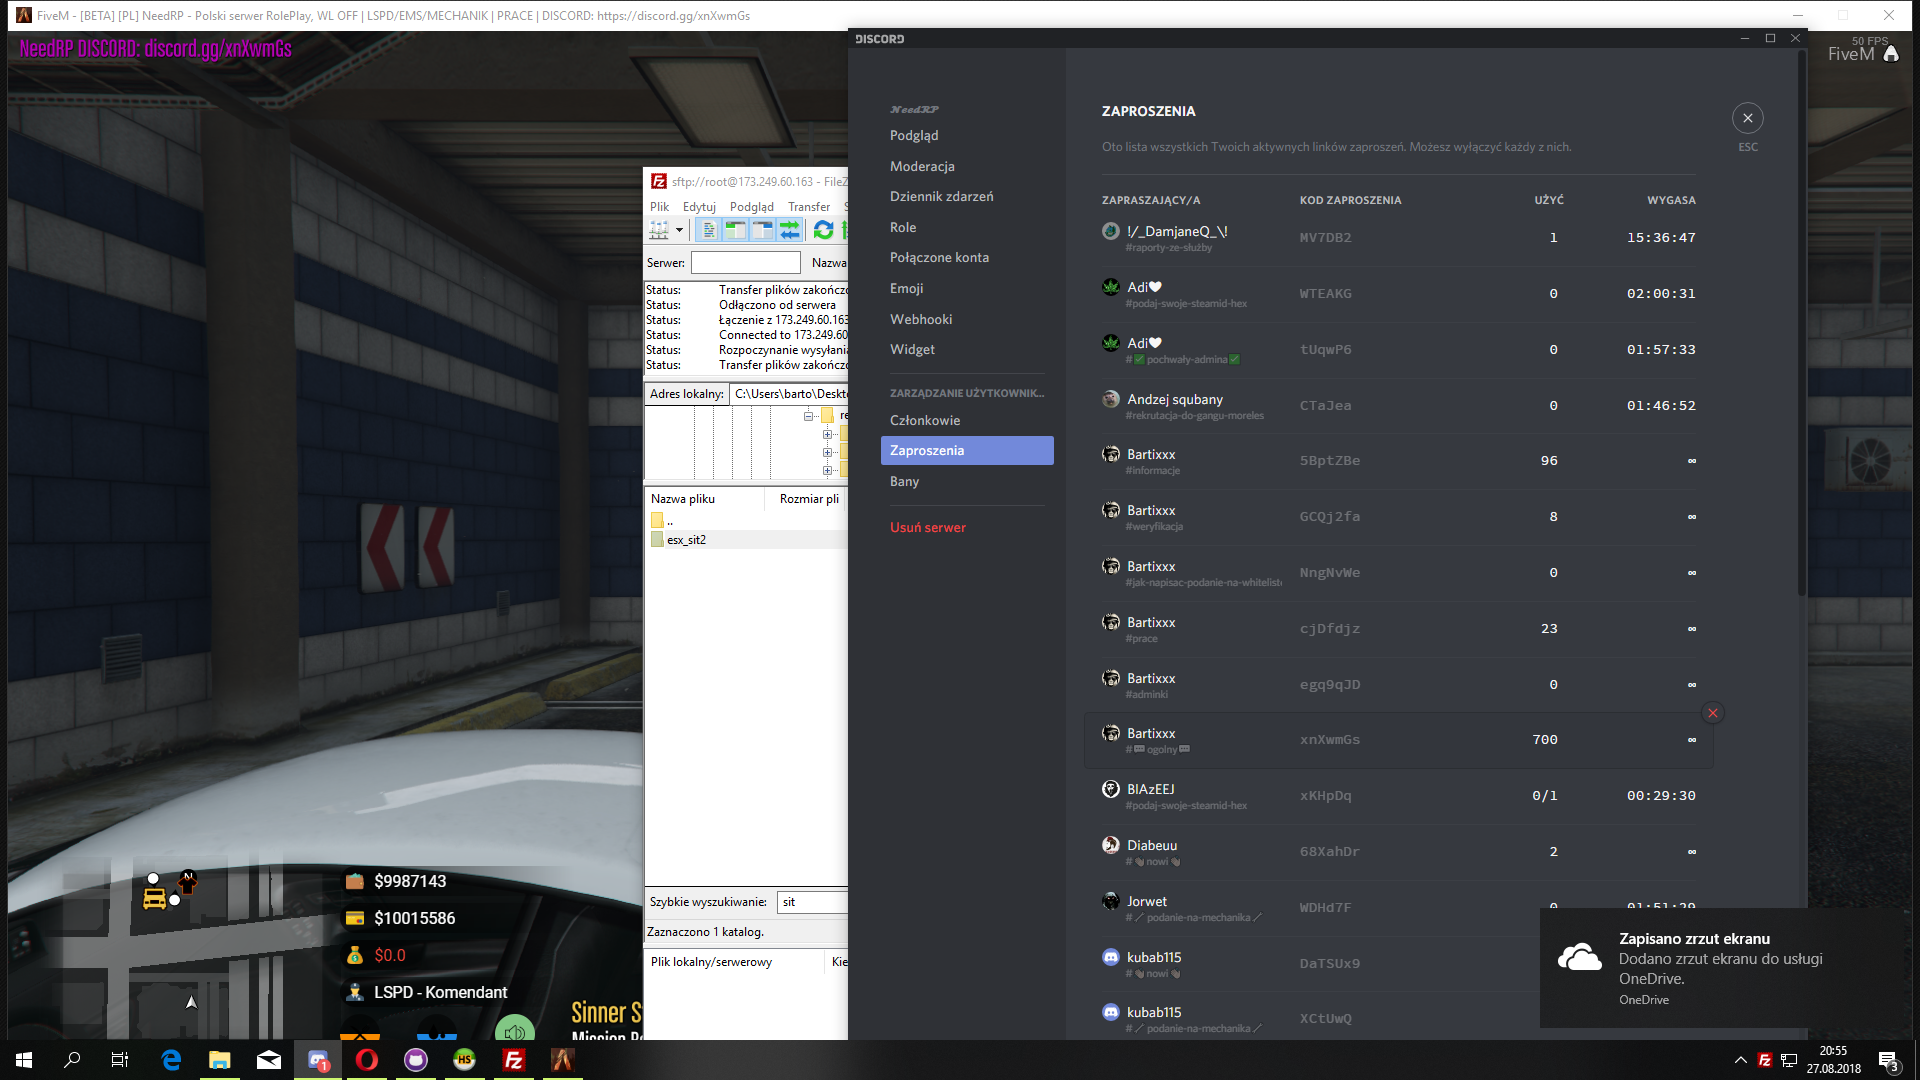 FiveM - [BETA] [PL] NeedRP - Polski serwer RolePlay, WL OFF | LSPD/EMS/MECHANIK | PRACE | DISCORD: https://discord.gg/xnXwmGs
NeedRP DISCORD: discord.gg/xnXwmGs
50 FPS
FiveM
sftp://root@173.249.60.163 - FileZ
Plik Edytuj Podgląd Transfer S
Serwer: Nazwa
Status: Transfer plików zakończo
Status: Odłączono od serwera
Status: Łączenie z 173.249.60.163
Status: Connected to 173.249.60
Status: Rozpoczynanie wysyłania
Status: Transfer plików zakończo
Adres lokalny: C:\Users\barto\Deskto
re
Nazwa pliku Rozmiar pli
..
esx_sit2
Szybkie wyszukiwanie: sit
Zaznaczono 1 katalog.
Plik lokalny/serwerowy Kie
DISCORD
NeedRP
Podgląd
Moderacja
Dziennik zdarzeń
Role
Połączone konta
Emoji
Webhooki
Widget
ZARZĄDZANIE UŻYTKOWNIK...
Członkowie
Zaproszenia
Bany
Usuń serwer
ZAPROSZENIA
ESC
Oto lista wszystkich Twoich aktywnych linków zaproszeń. Możesz wyłączyć każdy z nich.
ZAPRASZAJĄCY/A KOD ZAPROSZENIA UŻYĆ WYGASA
!/_DamjaneQ_\! MV7DB2 1 15:36:47
#raporty-ze-służby
Adi🤍 WTEAKG 0 02:00:31
#podaj-swoje-steamid-hex
Adi🤍 tUqwP6 0 01:57:33
#✅pochwały-admina✅
Andzej squbany CTaJea 0 01:46:52
#rekrutacja-do-gangu-moreles
Bartixxx 5BptZBe 96 ∞
#informacje
Bartixxx GCQj2fa 8 ∞
#weryfikacja
Bartixxx NngNvWe 0 ∞
#jak-napisac-podanie-na-whiteliste
Bartixxx cjDfdjz 23 ∞
#prace
Bartixxx egq9qJD 0 ∞
#adminki
Bartixxx xnXwmGs 700 ∞
#ogolny
BlAzEEJ xKHpDq 0/1 00:29:30
#podaj-swoje-steamid-hex
Diabeuu 68XahDr 2 ∞
#nowi
Jorwet WDHd7F 0 01:51:29
#podanie-na-mechanika
kubab115 DaTSUx9
#nowi
kubab115 XCtUwQ
#podanie-na-mechanika
$9987143
$10015586
$0.0
LSPD - Komendant
N
Sinner S
Mission R
Zapisano zrzut ekranu
Dodano zrzut ekranu do usługi
OneDrive.
OneDrive
1
HS
20:55
27.08.2018
3